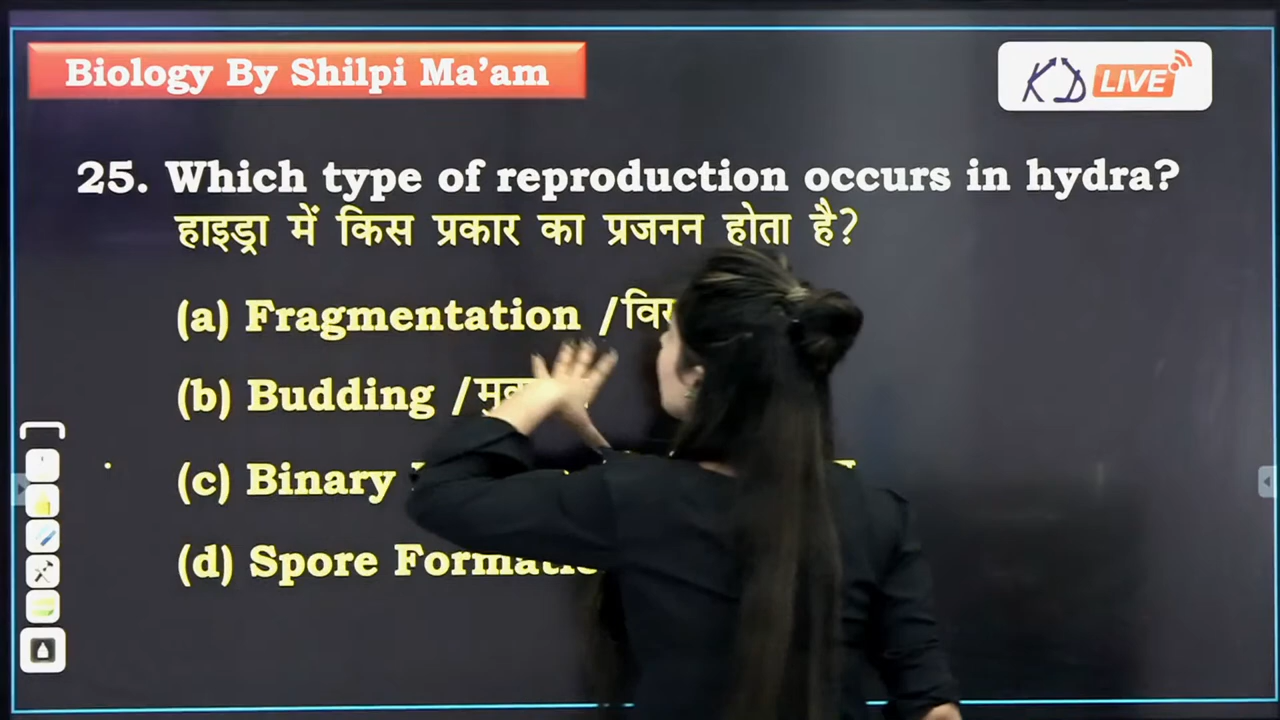 Biology By Shilpi Ma’am
KD LIVE
25. Which type of reproduction occurs in hydra?
हाइड्रा में किस प्रकार का प्रजनन होता है?
(a) Fragmentation /
(b) Budding /
(c) Binary
(d) Spore